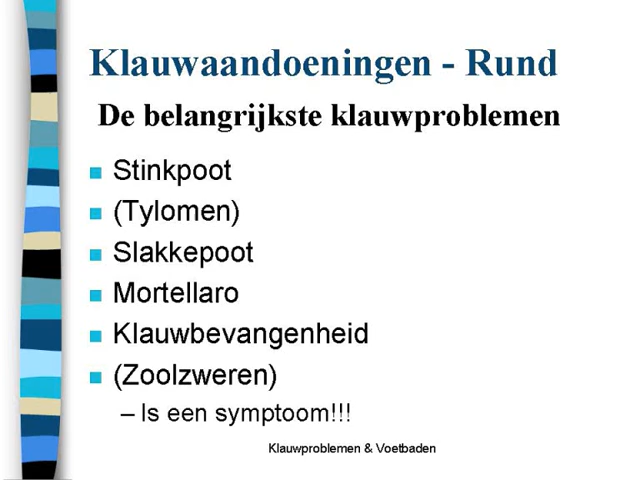 Klauwaandoeningen - Rund
De belangrijkste klauwproblemen
Stinkpoot
(Tylomen)
Slakkepoot
Mortellaro
Klauwbevangenheid
(Zoolzweren)
– Is een symptoom!!!
Klauwproblemen & Voetbaden